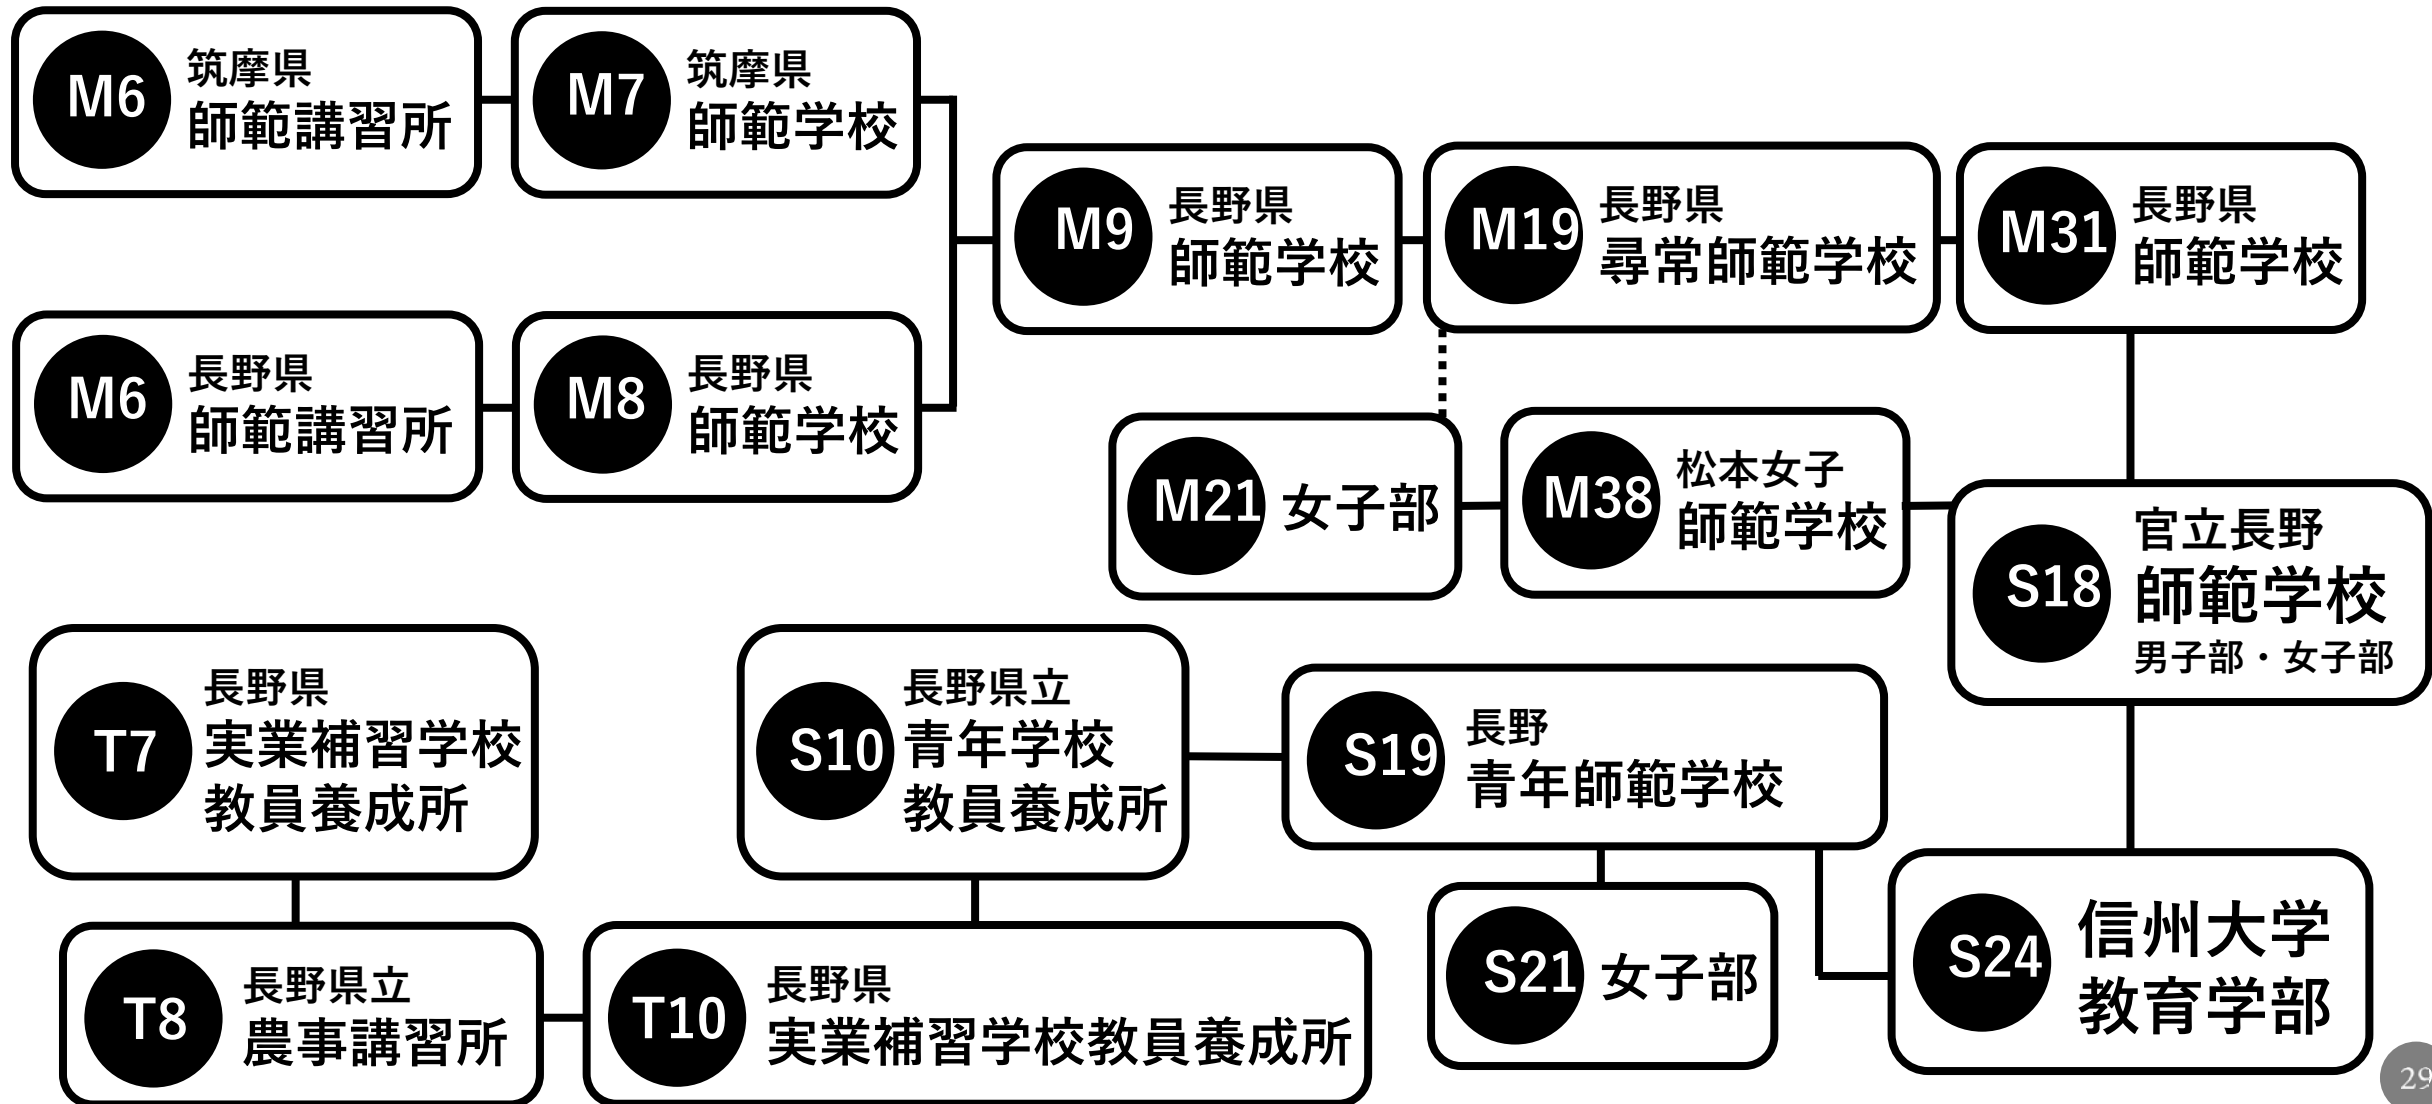 M6
筑摩県
師範講習所
M7
筑摩県
師範学校
M9
長野県
師範学校
M19
長野県
尋常師範学校
M31
長野県
師範学校
M6
長野県
師範講習所
M8
長野県
師範学校
M21
女子部
M38
松本女子
師範学校
S18
官立長野
師範学校
男子部・女子部
T7
長野県
実業補習学校
教員養成所
S10
長野県立
青年学校
教員養成所
S19
長野
青年師範学校
T8
長野県立
農事講習所
T10
長野県
実業補習学校教員養成所
S21
女子部
S24
信州大学
教育学部
29